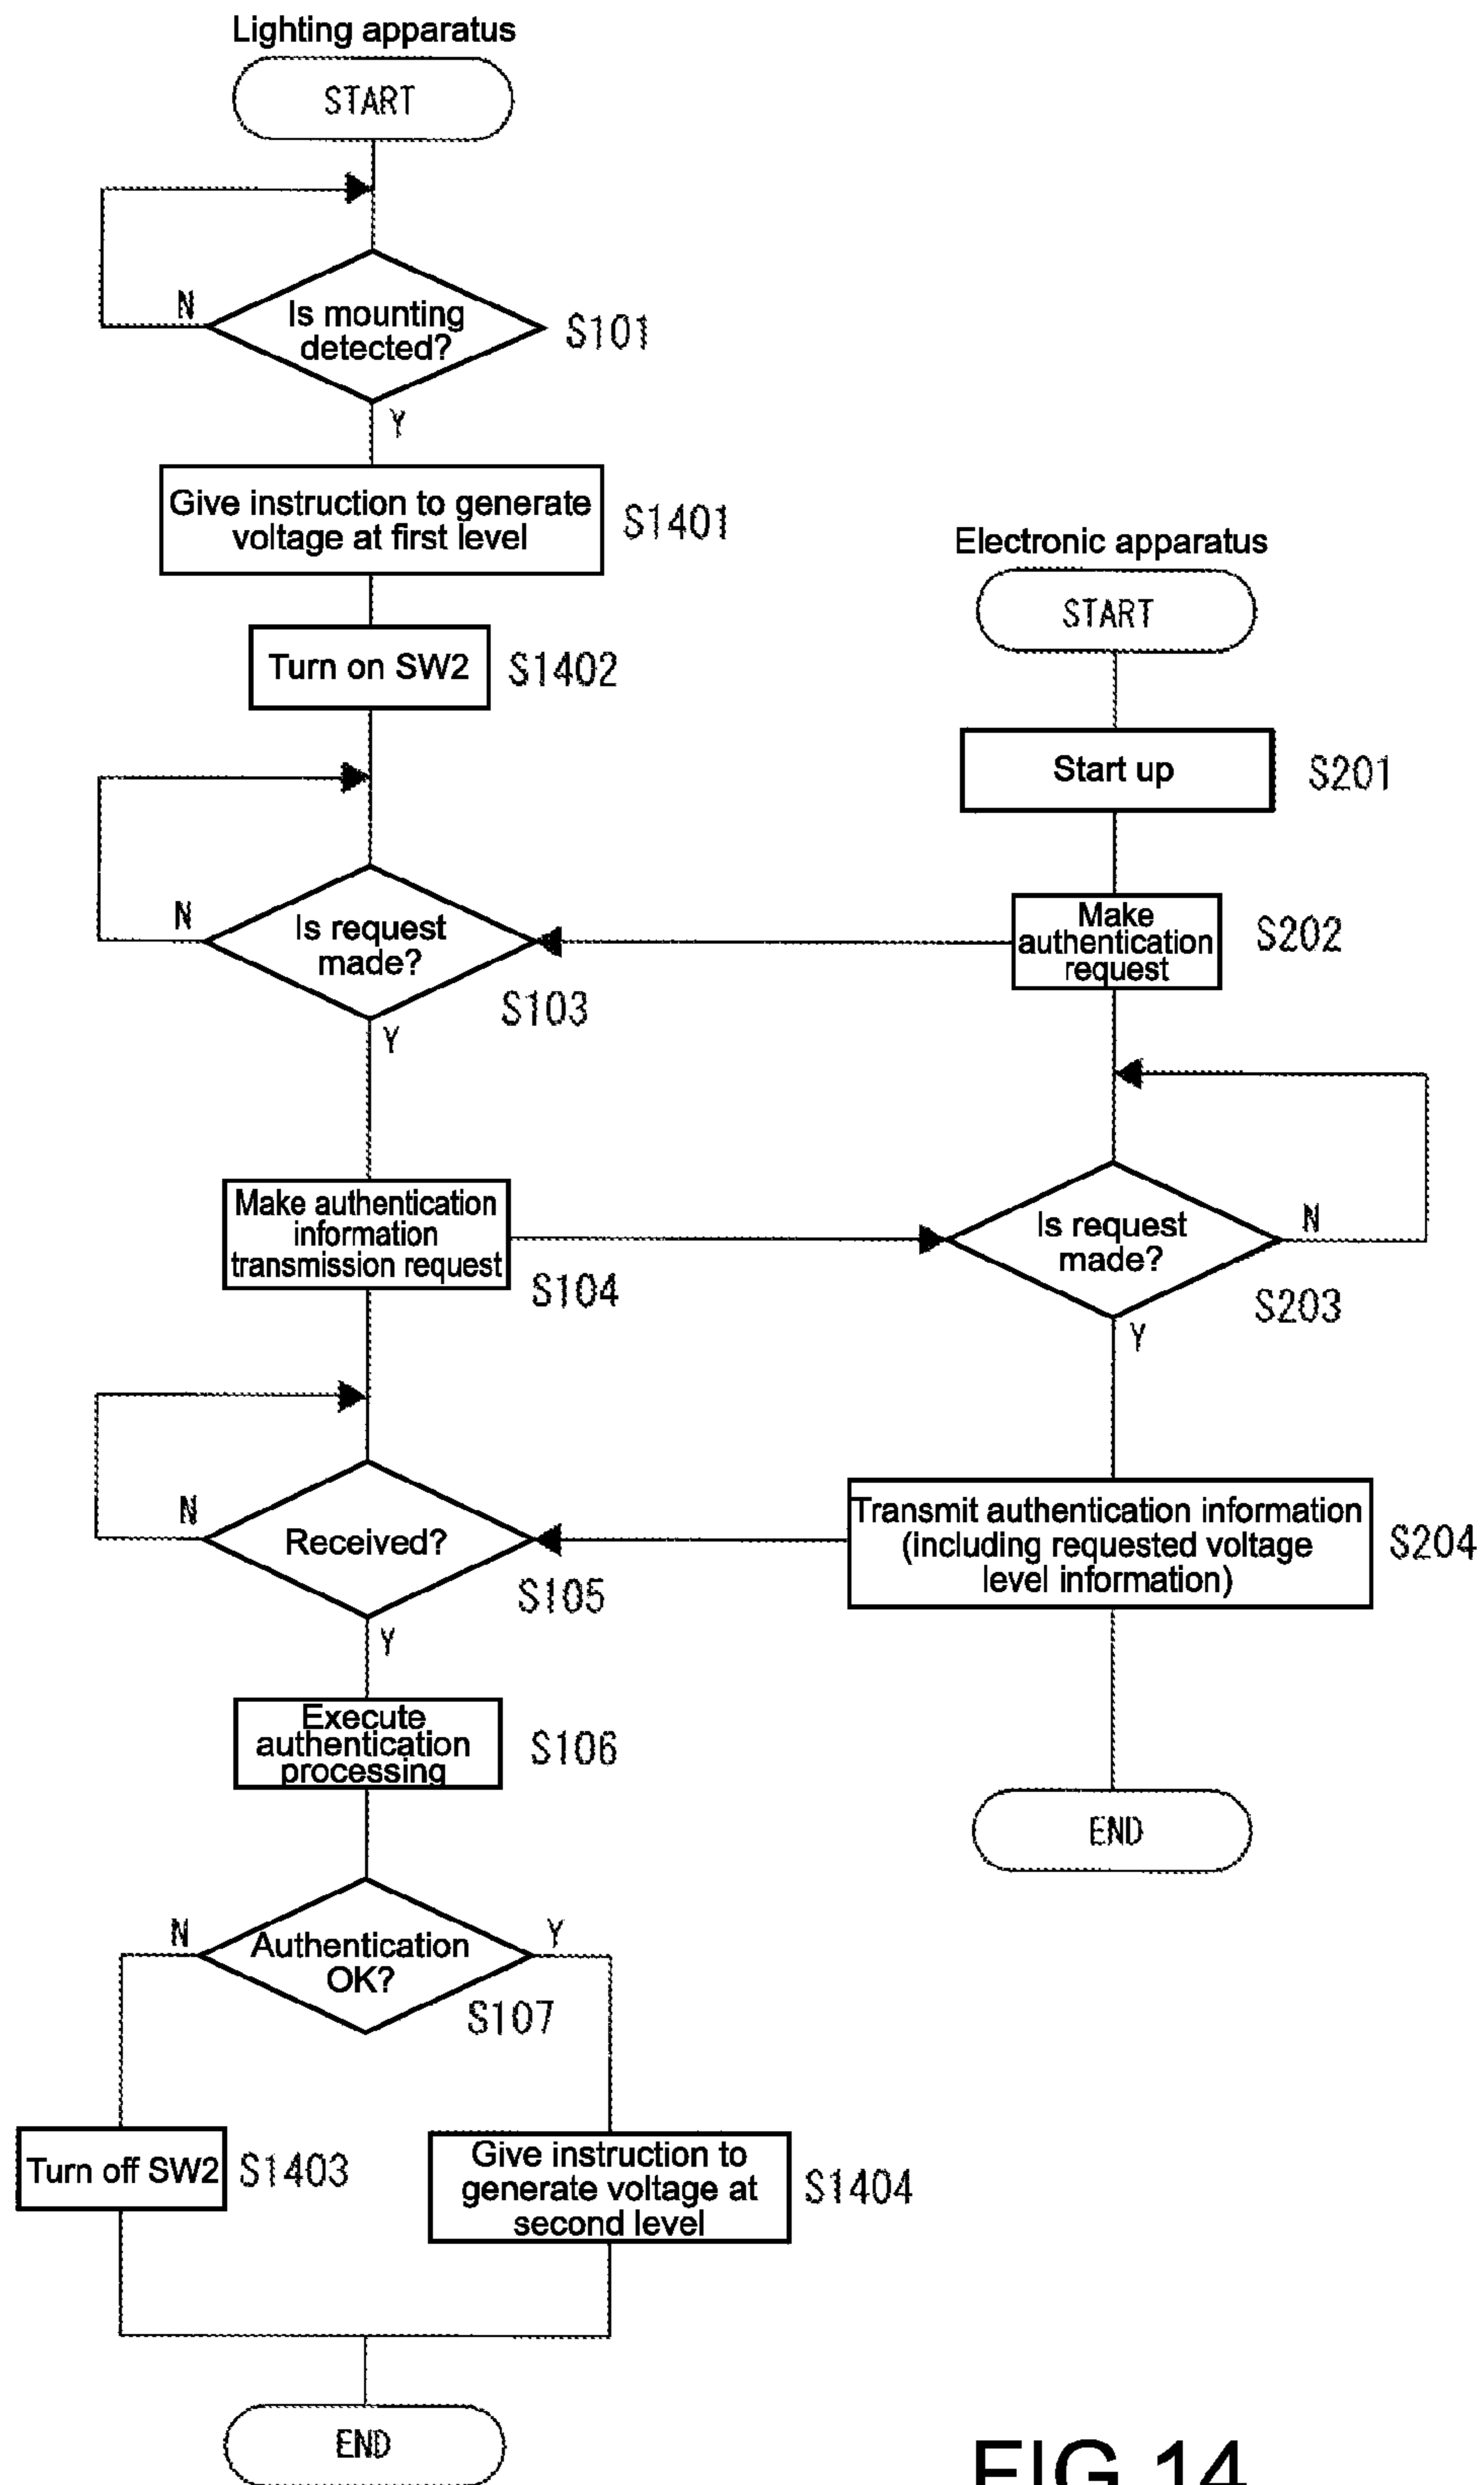 Lighting apparatus
START
N
Is mounting
detected?
S101
Y
Give instruction to generate
voltage at first level
S1401
Turn on SW2
S1402
N
Is request
made?
S103
Y
Make authentication
information
transmission request
S104
N
Received?
S105
Y
Execute
authentication
processing
S106
N
Authentication
OK?
Y
S107
Turn off SW2
S1403
Give instruction to
generate voltage at
second level
S1404
END
Electronic apparatus
START
Start up
S201
Make
authentication
request
S202
Is request
made?
N
S203
Y
Transmit authentication information
(including requested voltage
level information)
S204
END
FIG.14